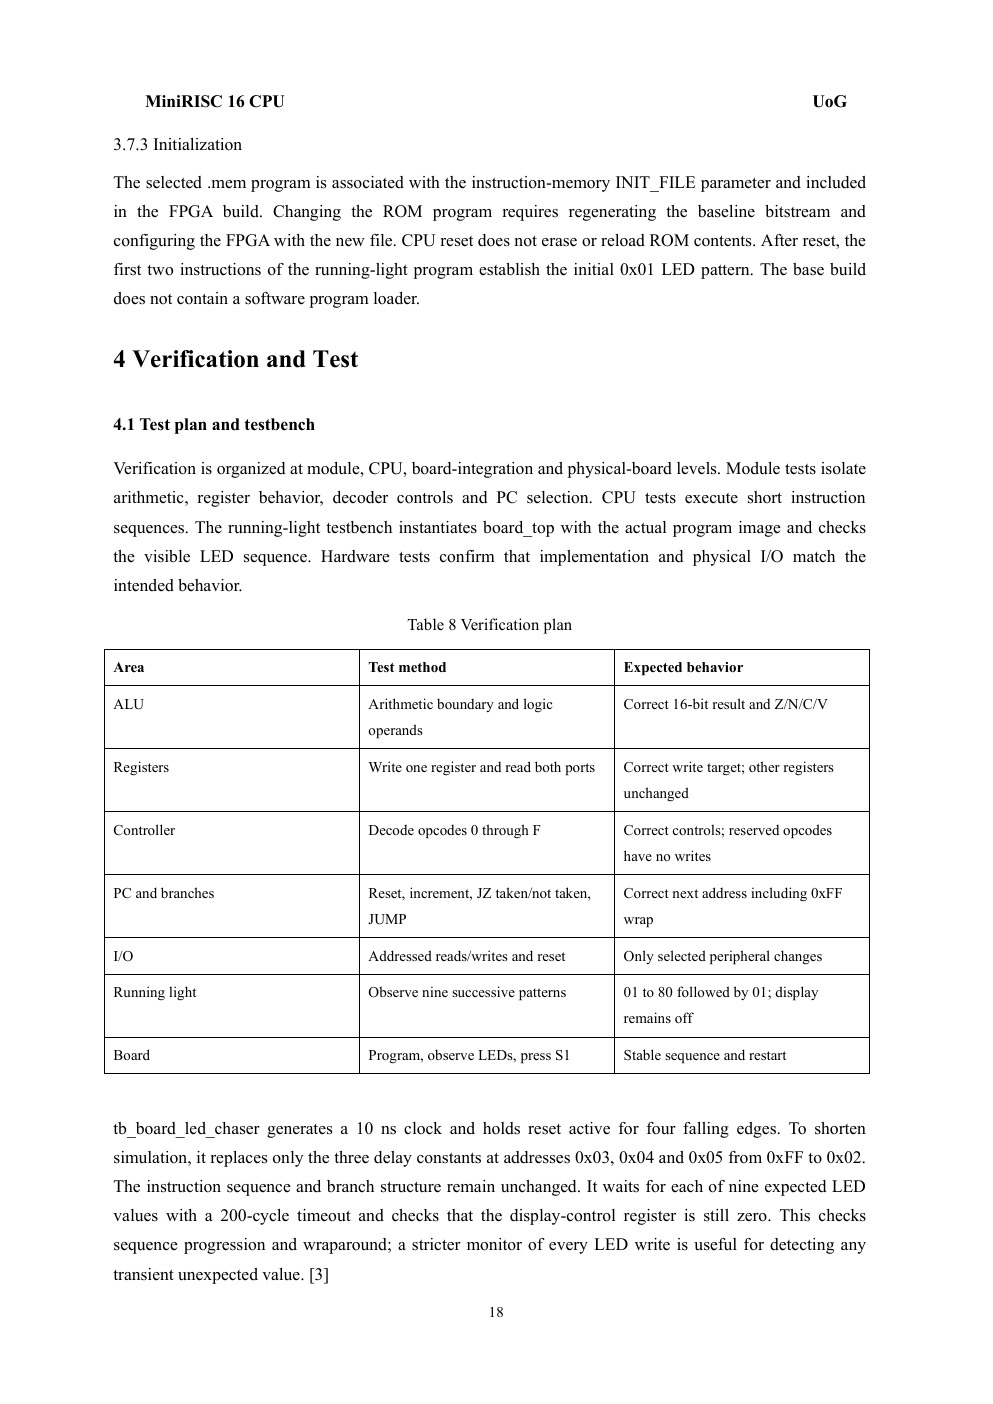 MiniRISC 16 CPU UoG
3.7.3 Initialization
The selected .mem program is associated with the instruction-memory INIT_FILE parameter and included
in the FPGA build. Changing the ROM program requires regenerating the baseline bitstream and
configuring the FPGA with the new file. CPU reset does not erase or reload ROM contents. After reset, the
first two instructions of the running-light program establish the initial 0x01 LED pattern. The base build
does not contain a software program loader.
4 Verification and Test
4.1 Test plan and testbench
Verification is organized at module, CPU, board-integration and physical-board levels. Module tests isolate
arithmetic, register behavior, decoder controls and PC selection. CPU tests execute short instruction
sequences. The running-light testbench instantiates board_top with the actual program image and checks
the visible LED sequence. Hardware tests confirm that implementation and physical I/O match the
intended behavior.
Table 8 Verification plan
Area Test method Expected behavior
ALU Arithmetic boundary and logic Correct 16-bit result and Z/N/C/V
operands
Registers Write one register and read both ports Correct write target; other registers
unchanged
Controller Decode opcodes 0 through F Correct controls; reserved opcodes
have no writes
PC and branches Reset, increment, JZ taken/not taken, Correct next address including 0xFF
JUMP wrap
I/O Addressed reads/writes and reset Only selected peripheral changes
Running light Observe nine successive patterns 01 to 80 followed by 01; display
remains off
Board Program, observe LEDs, press S1 Stable sequence and restart
tb_board_led_chaser generates a 10 ns clock and holds reset active for four falling edges. To shorten
simulation, it replaces only the three delay constants at addresses 0x03, 0x04 and 0x05 from 0xFF to 0x02.
The instruction sequence and branch structure remain unchanged. It waits for each of nine expected LED
values with a 200-cycle timeout and checks that the display-control register is still zero. This checks
sequence progression and wraparound; a stricter monitor of every LED write is useful for detecting any
transient unexpected value. [3]
18